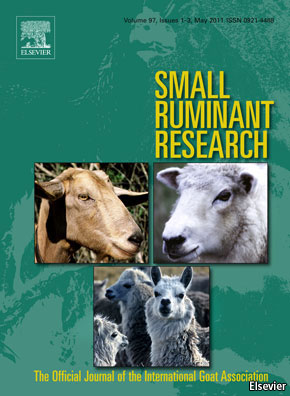 Volume 97, Issues 1-3, May 2011 ISSN 0921-4488
ELSEVIER
SMALL
RUMINANT
RESEARCH
The Official Journal of the International Goat Association
Elsevier